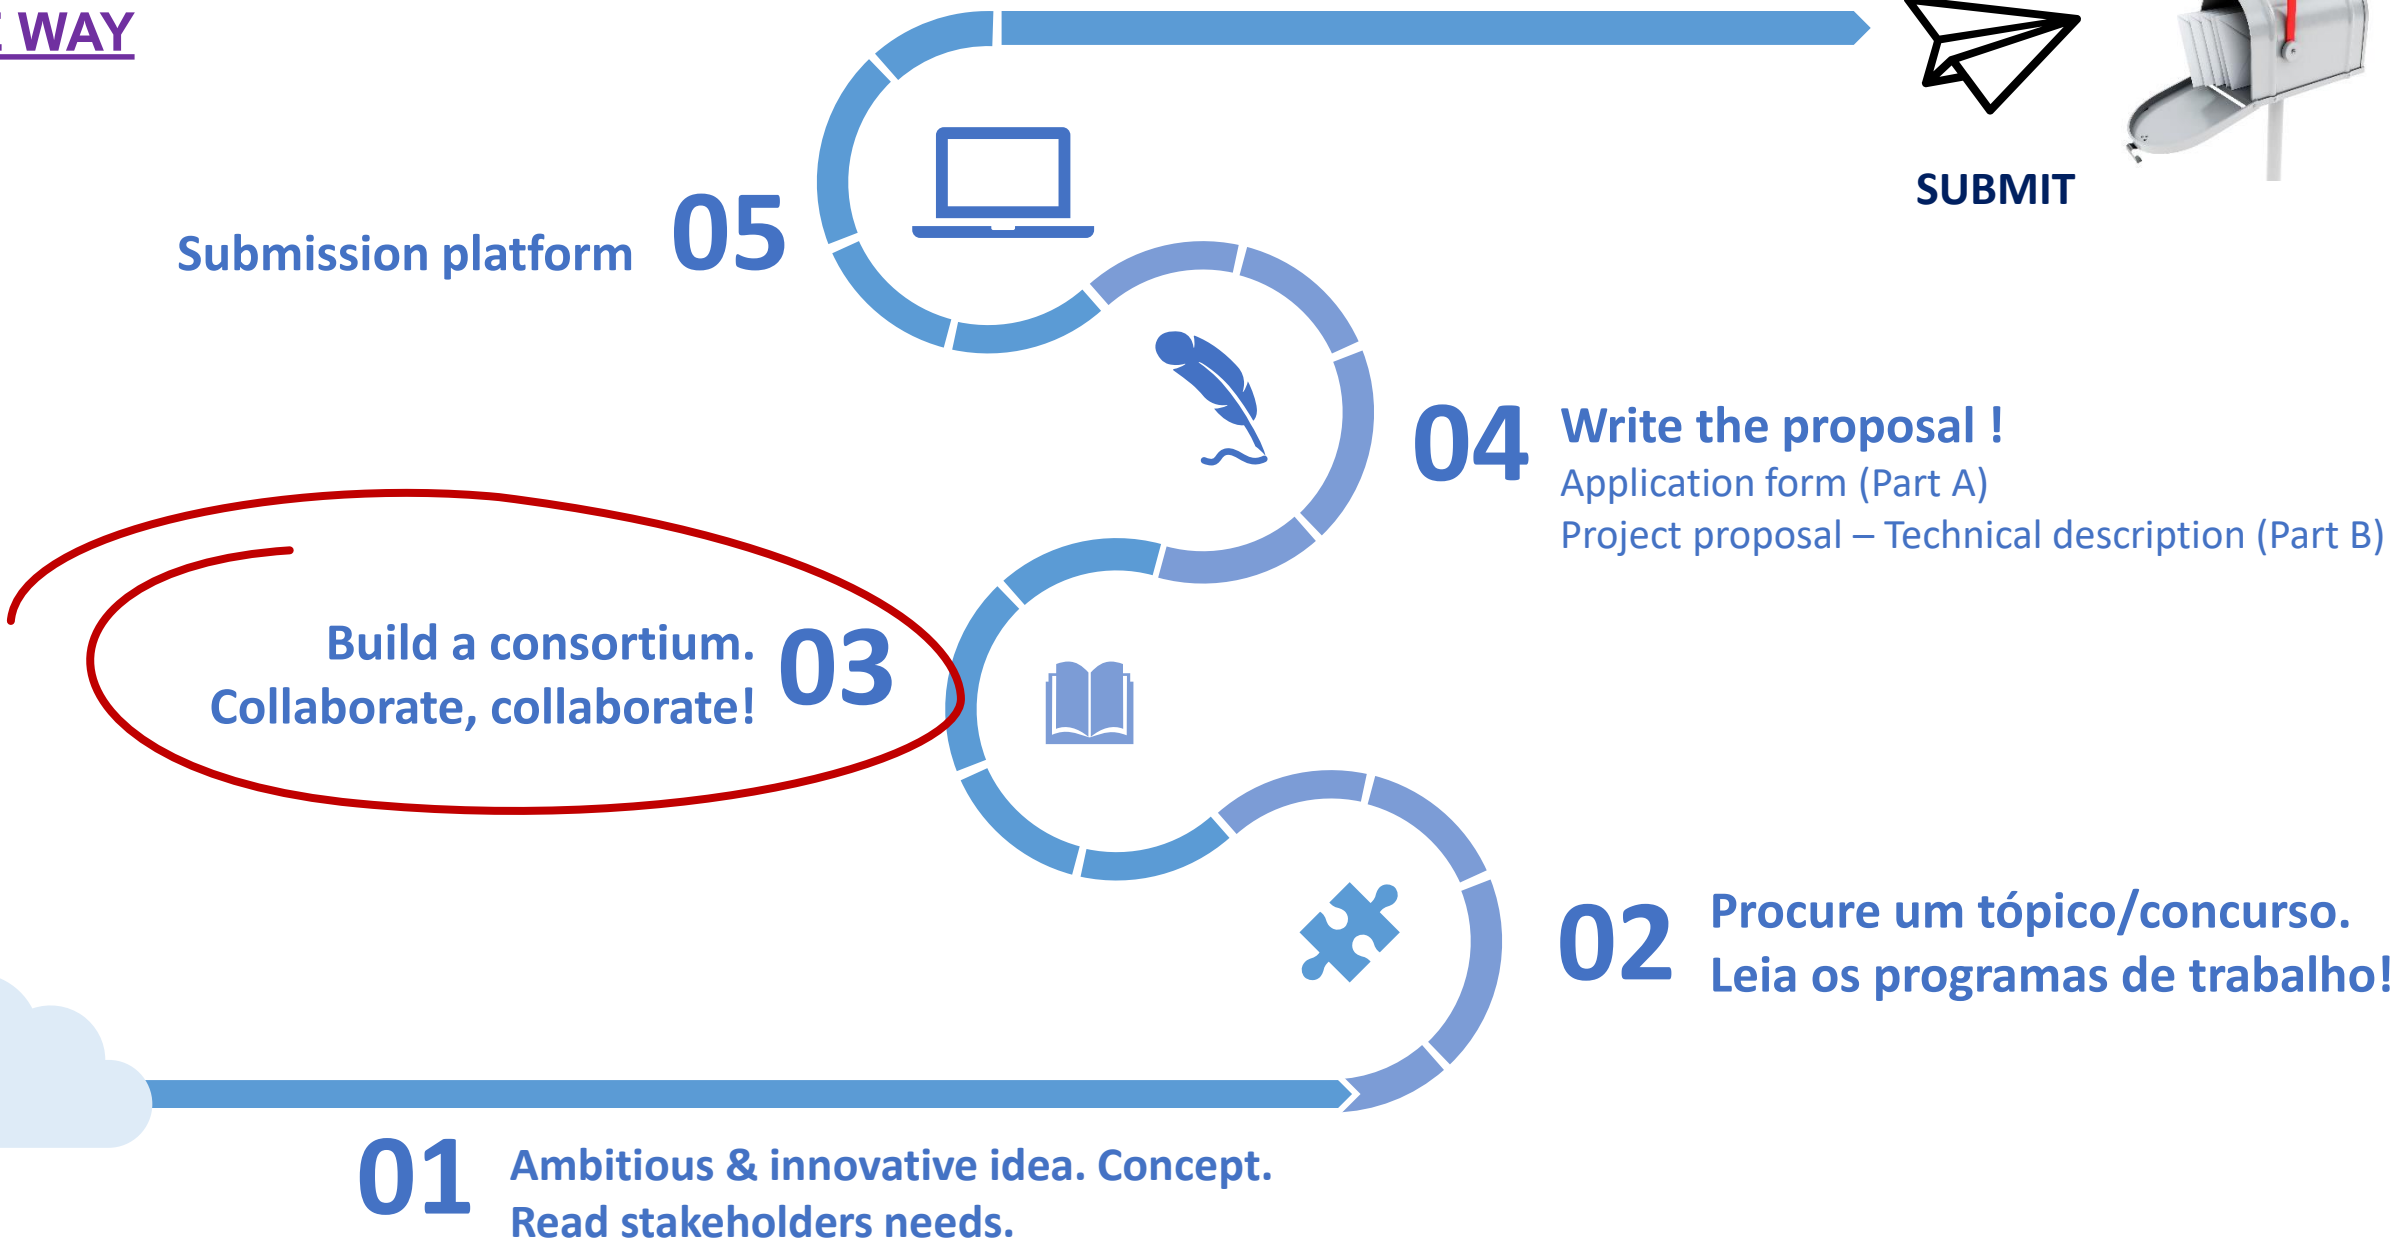 WAY
SUBMIT
05
Submission platform
04
Write the proposal !
Application form (Part A)
Project proposal – Technical description (Part B)
03
Build a consortium.
Collaborate, collaborate!
02
Procure um tópico/concurso.
Leia os programas de trabalho!
01
Ambitious & innovative idea. Concept.
Read stakeholders needs.